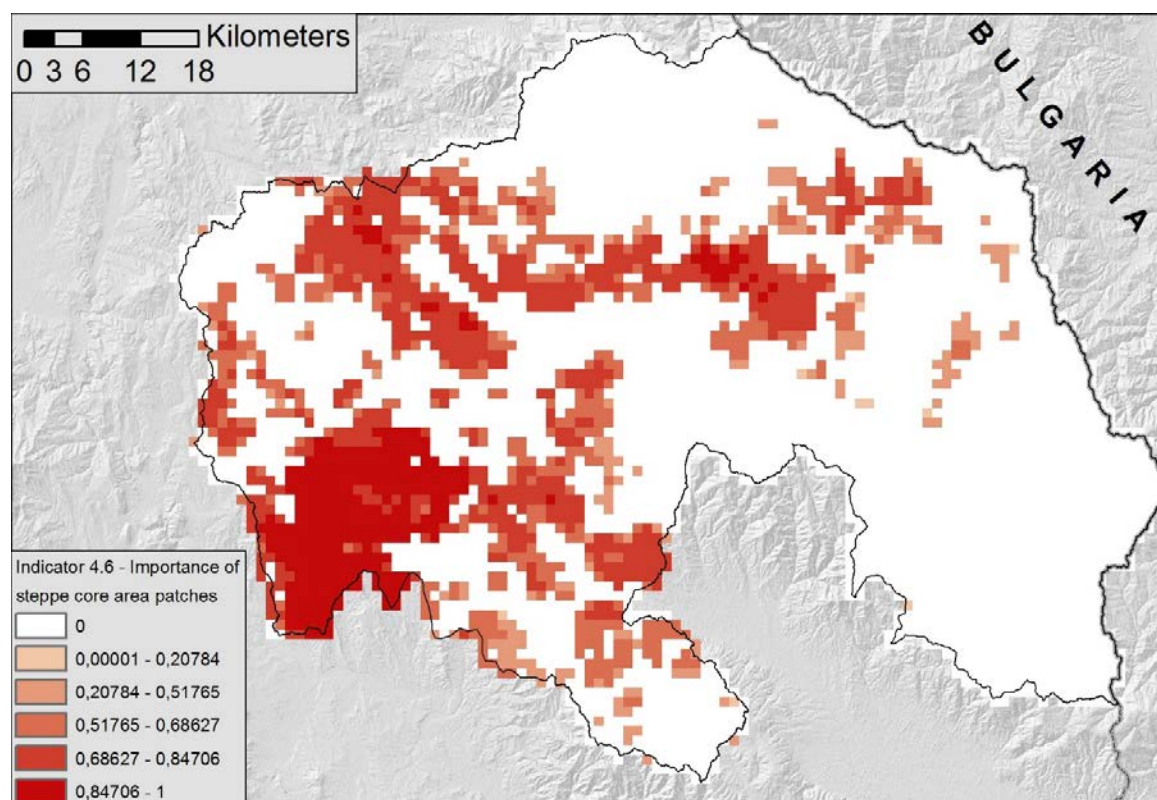 Kilometers
0 3 6 12 18
BULGARIA
Indicator 4.6 - Importance of
steppe core area patches
0
0,00001 - 0,20784
0,20784 - 0,51765
0,51765 - 0,68627
0,68627 - 0,84706
0,84706 - 1